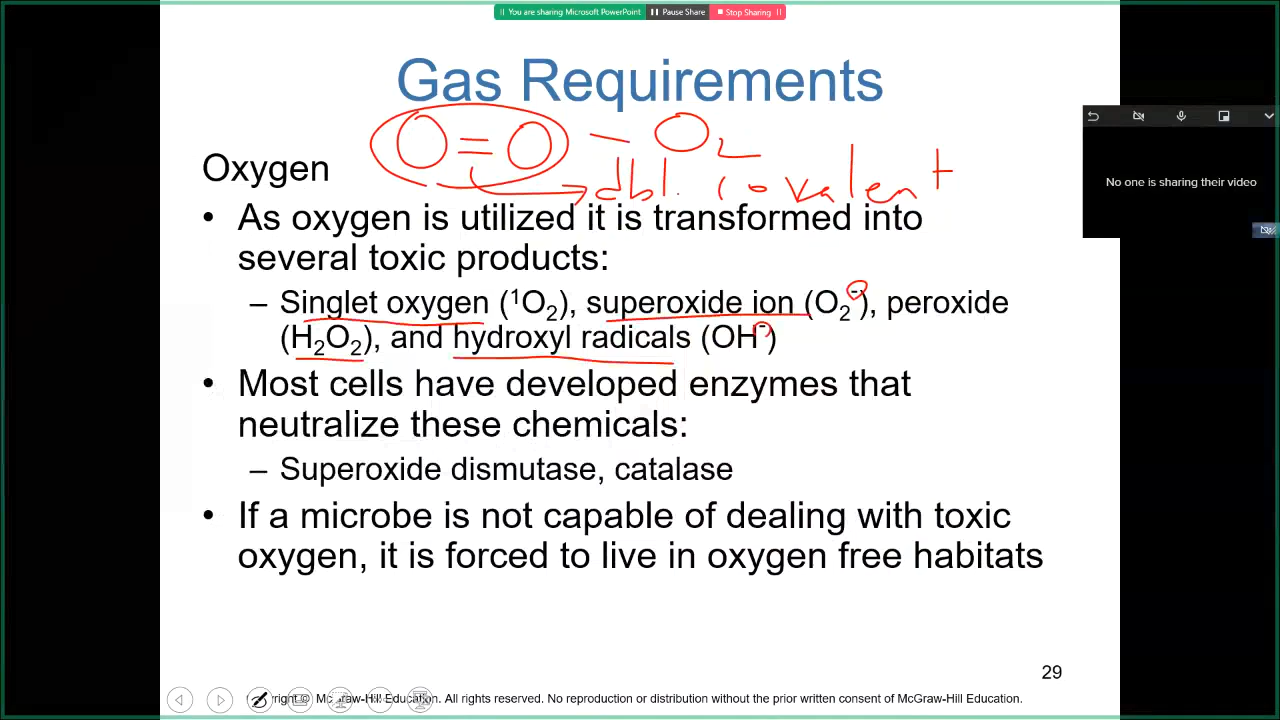 You are sharing Microsoft PowerPoint Pause Share Stop Sharing
Gas Requirements
O = O – O2
dbl. covalent
No one is sharing their video
Oxygen
• As oxygen is utilized it is transformed into
several toxic products:
– Singlet oxygen (¹O₂), superoxide ion (O₂⁻), peroxide
(H₂O₂), and hydroxyl radicals (OH⁻)
• Most cells have developed enzymes that
neutralize these chemicals:
– Superoxide dismutase, catalase
• If a microbe is not capable of dealing with toxic
oxygen, it is forced to live in oxygen free habitats
29
McGraw-Hill Education. All rights reserved. No reproduction or distribution without the prior written consent of McGraw-Hill Education.